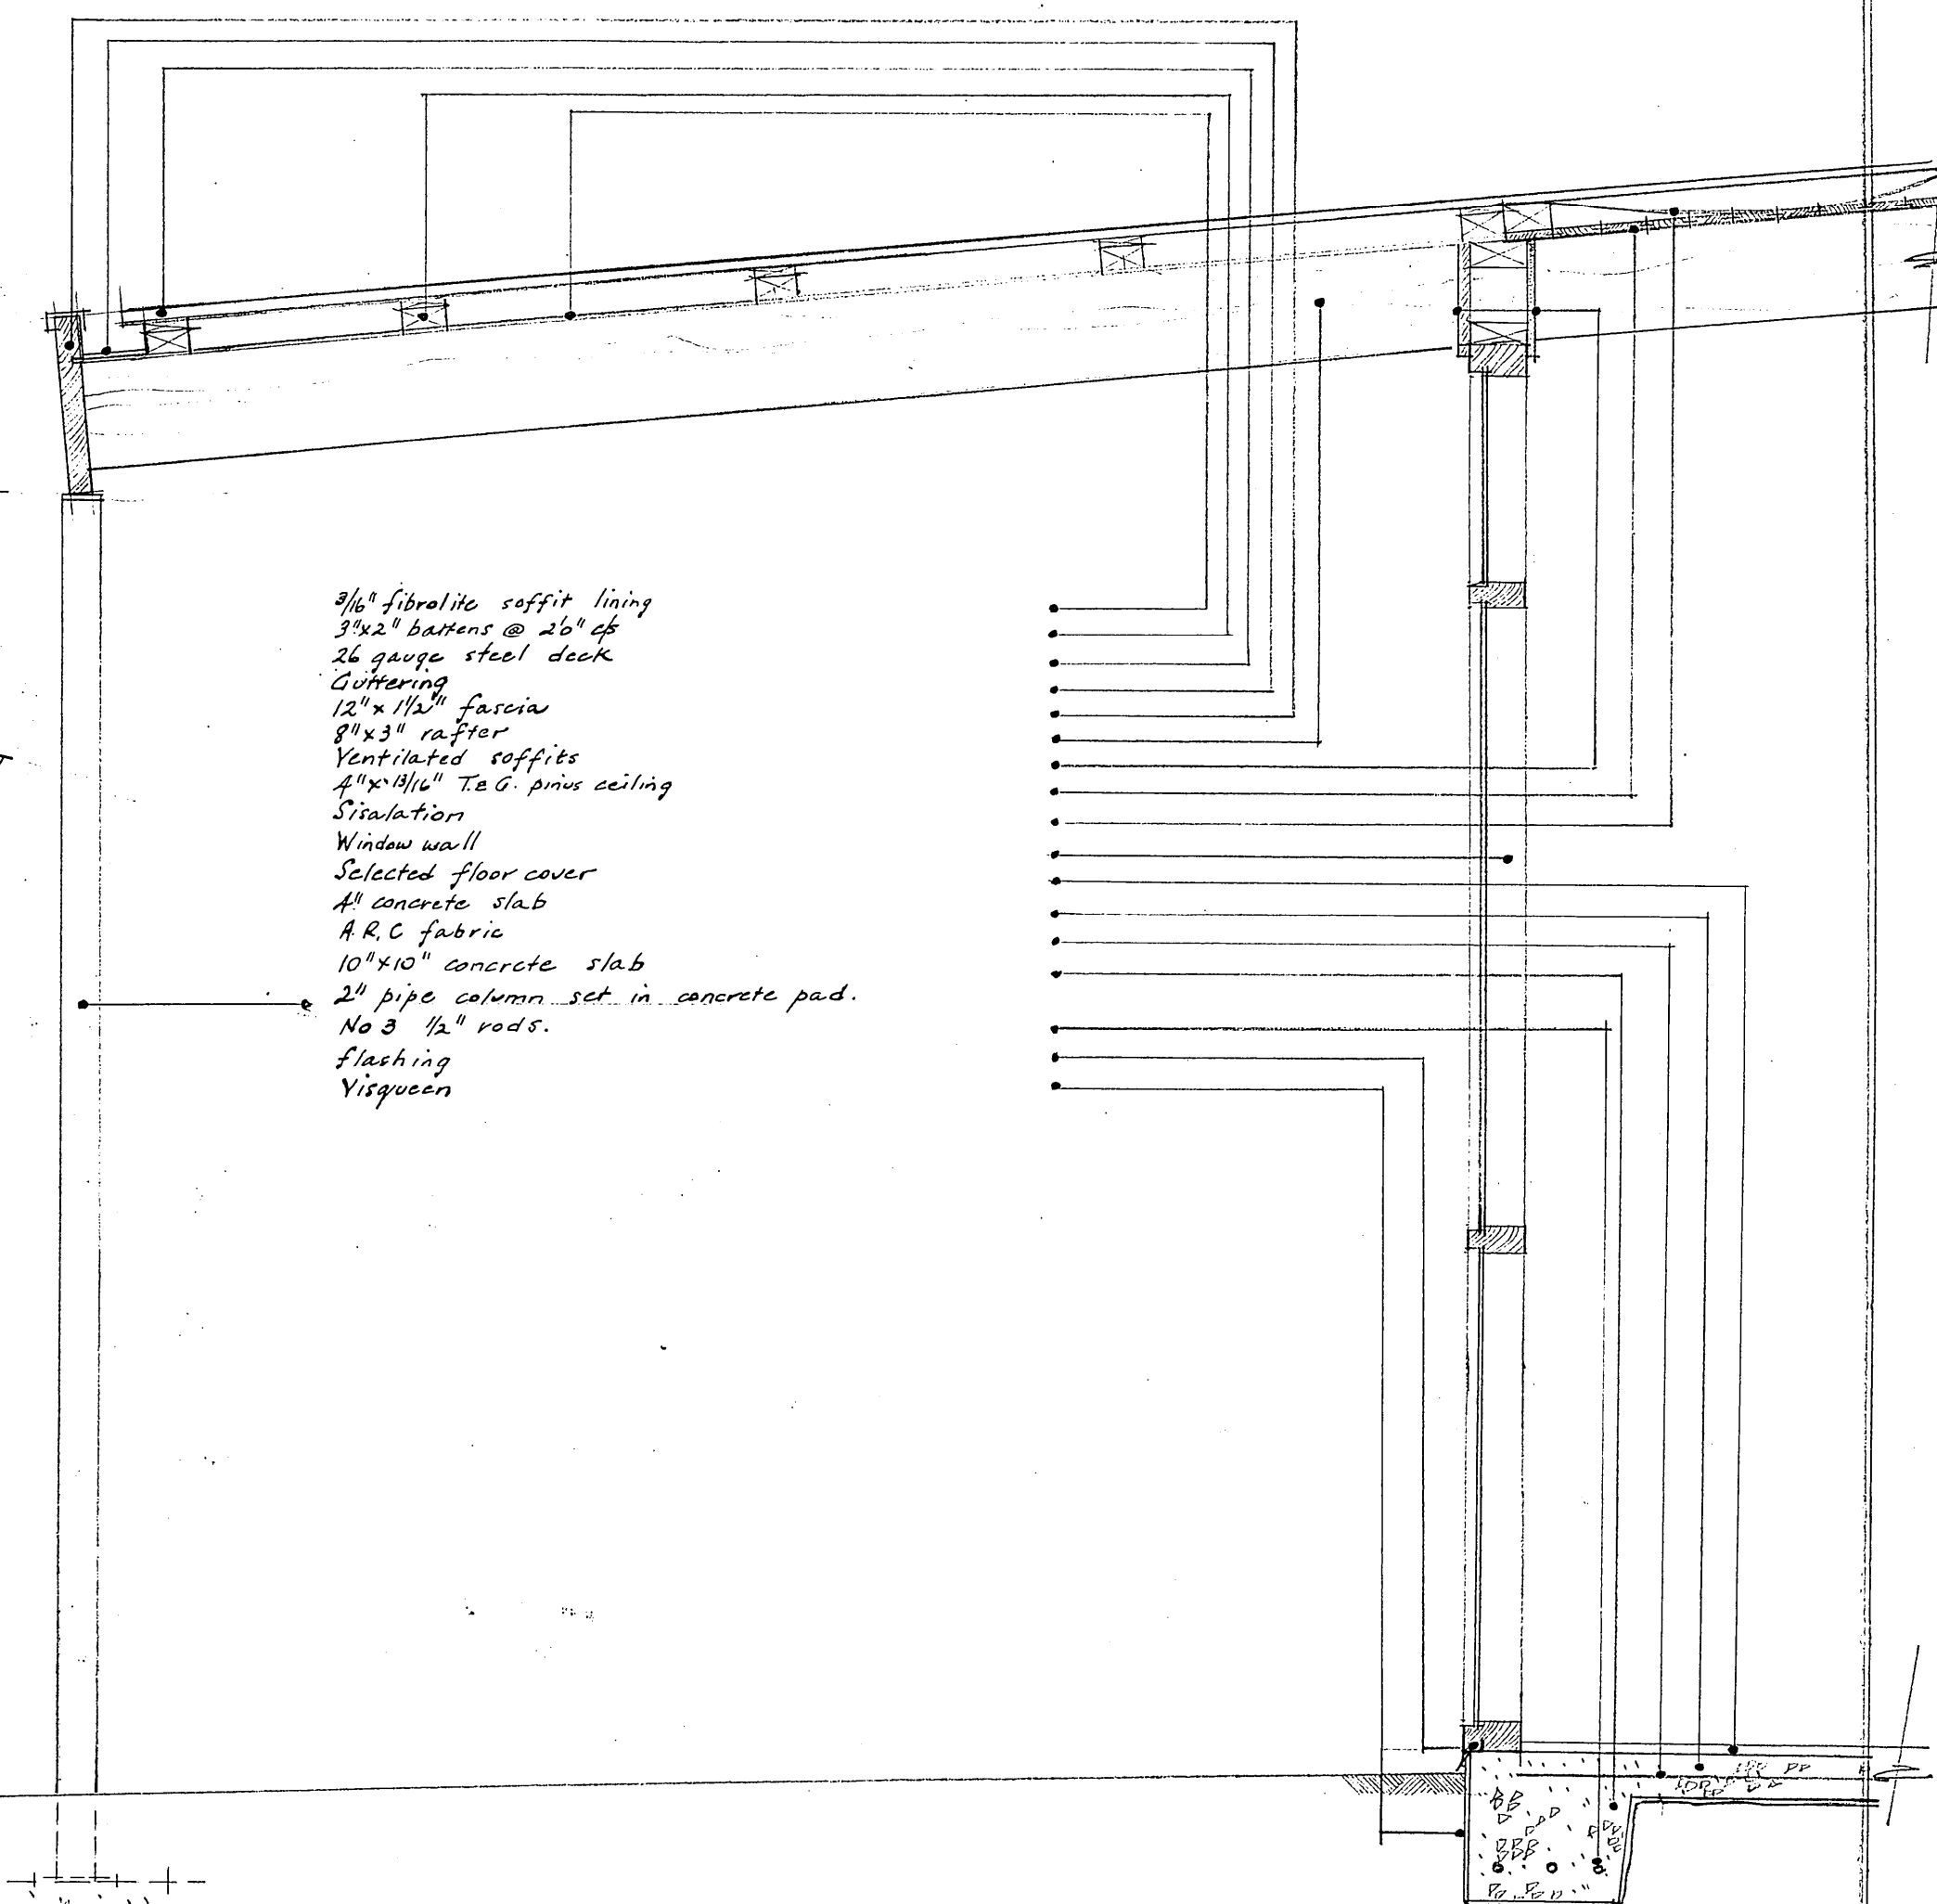 3/16" fibrolite soffit lining
3"x2" battens @ 2'0" c/s
26 gauge steel deck
Guttering
12" x 1 1/2" fascia
8"x3" rafter
Ventilated soffits
4"x 13/16" T.&G. pinus ceiling
Sisalation
Window wall
Selected floor cover
4" concrete slab
A.R.C fabric
10"x10" concrete slab
2" pipe column set in concrete pad.
No 3 1/2" rods.
flashing
Visqueen